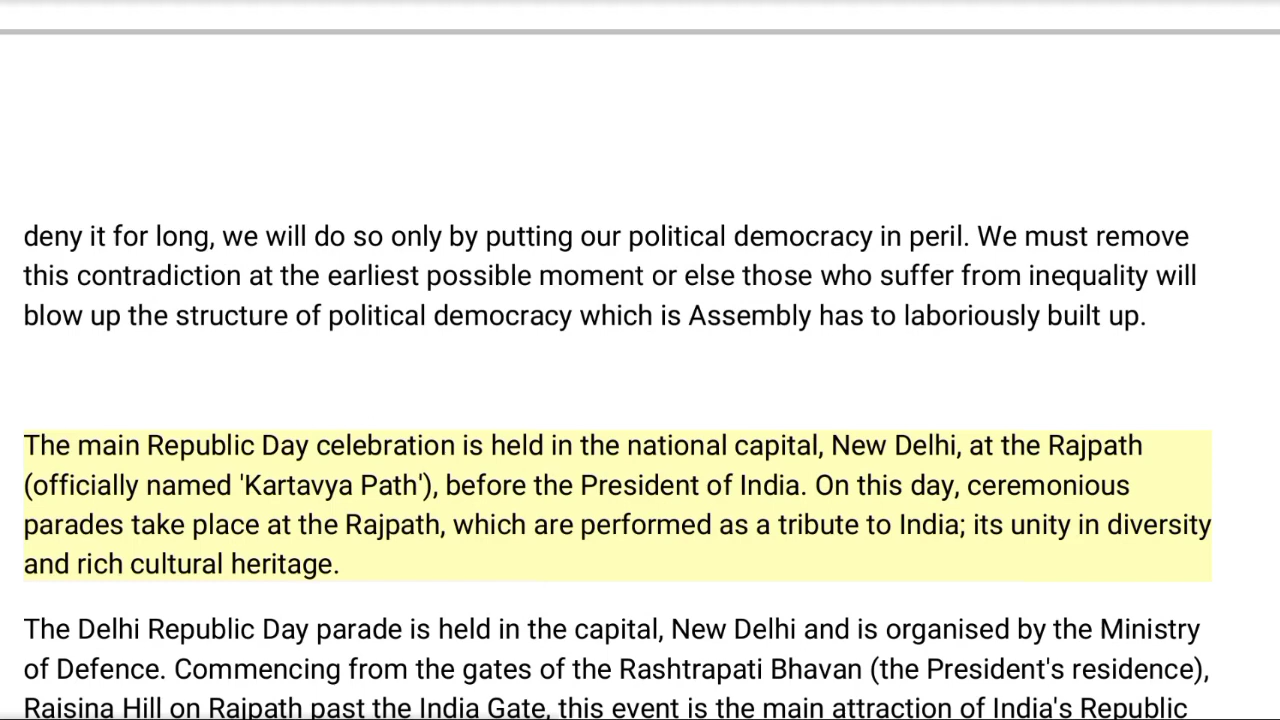 deny it for long, we will do so only by putting our political democracy in peril. We must remove
this contradiction at the earliest possible moment or else those who suffer from inequality will
blow up the structure of political democracy which is Assembly has to laboriously built up.
The main Republic Day celebration is held in the national capital, New Delhi, at the Rajpath
(officially named 'Kartavya Path'), before the President of India. On this day, ceremonious
parades take place at the Rajpath, which are performed as a tribute to India; its unity in diversity
and rich cultural heritage.
The Delhi Republic Day parade is held in the capital, New Delhi and is organised by the Ministry
of Defence. Commencing from the gates of the Rashtrapati Bhavan (the President's residence),
Raisina Hill on Rajpath past the India Gate, this event is the main attraction of India's Republic